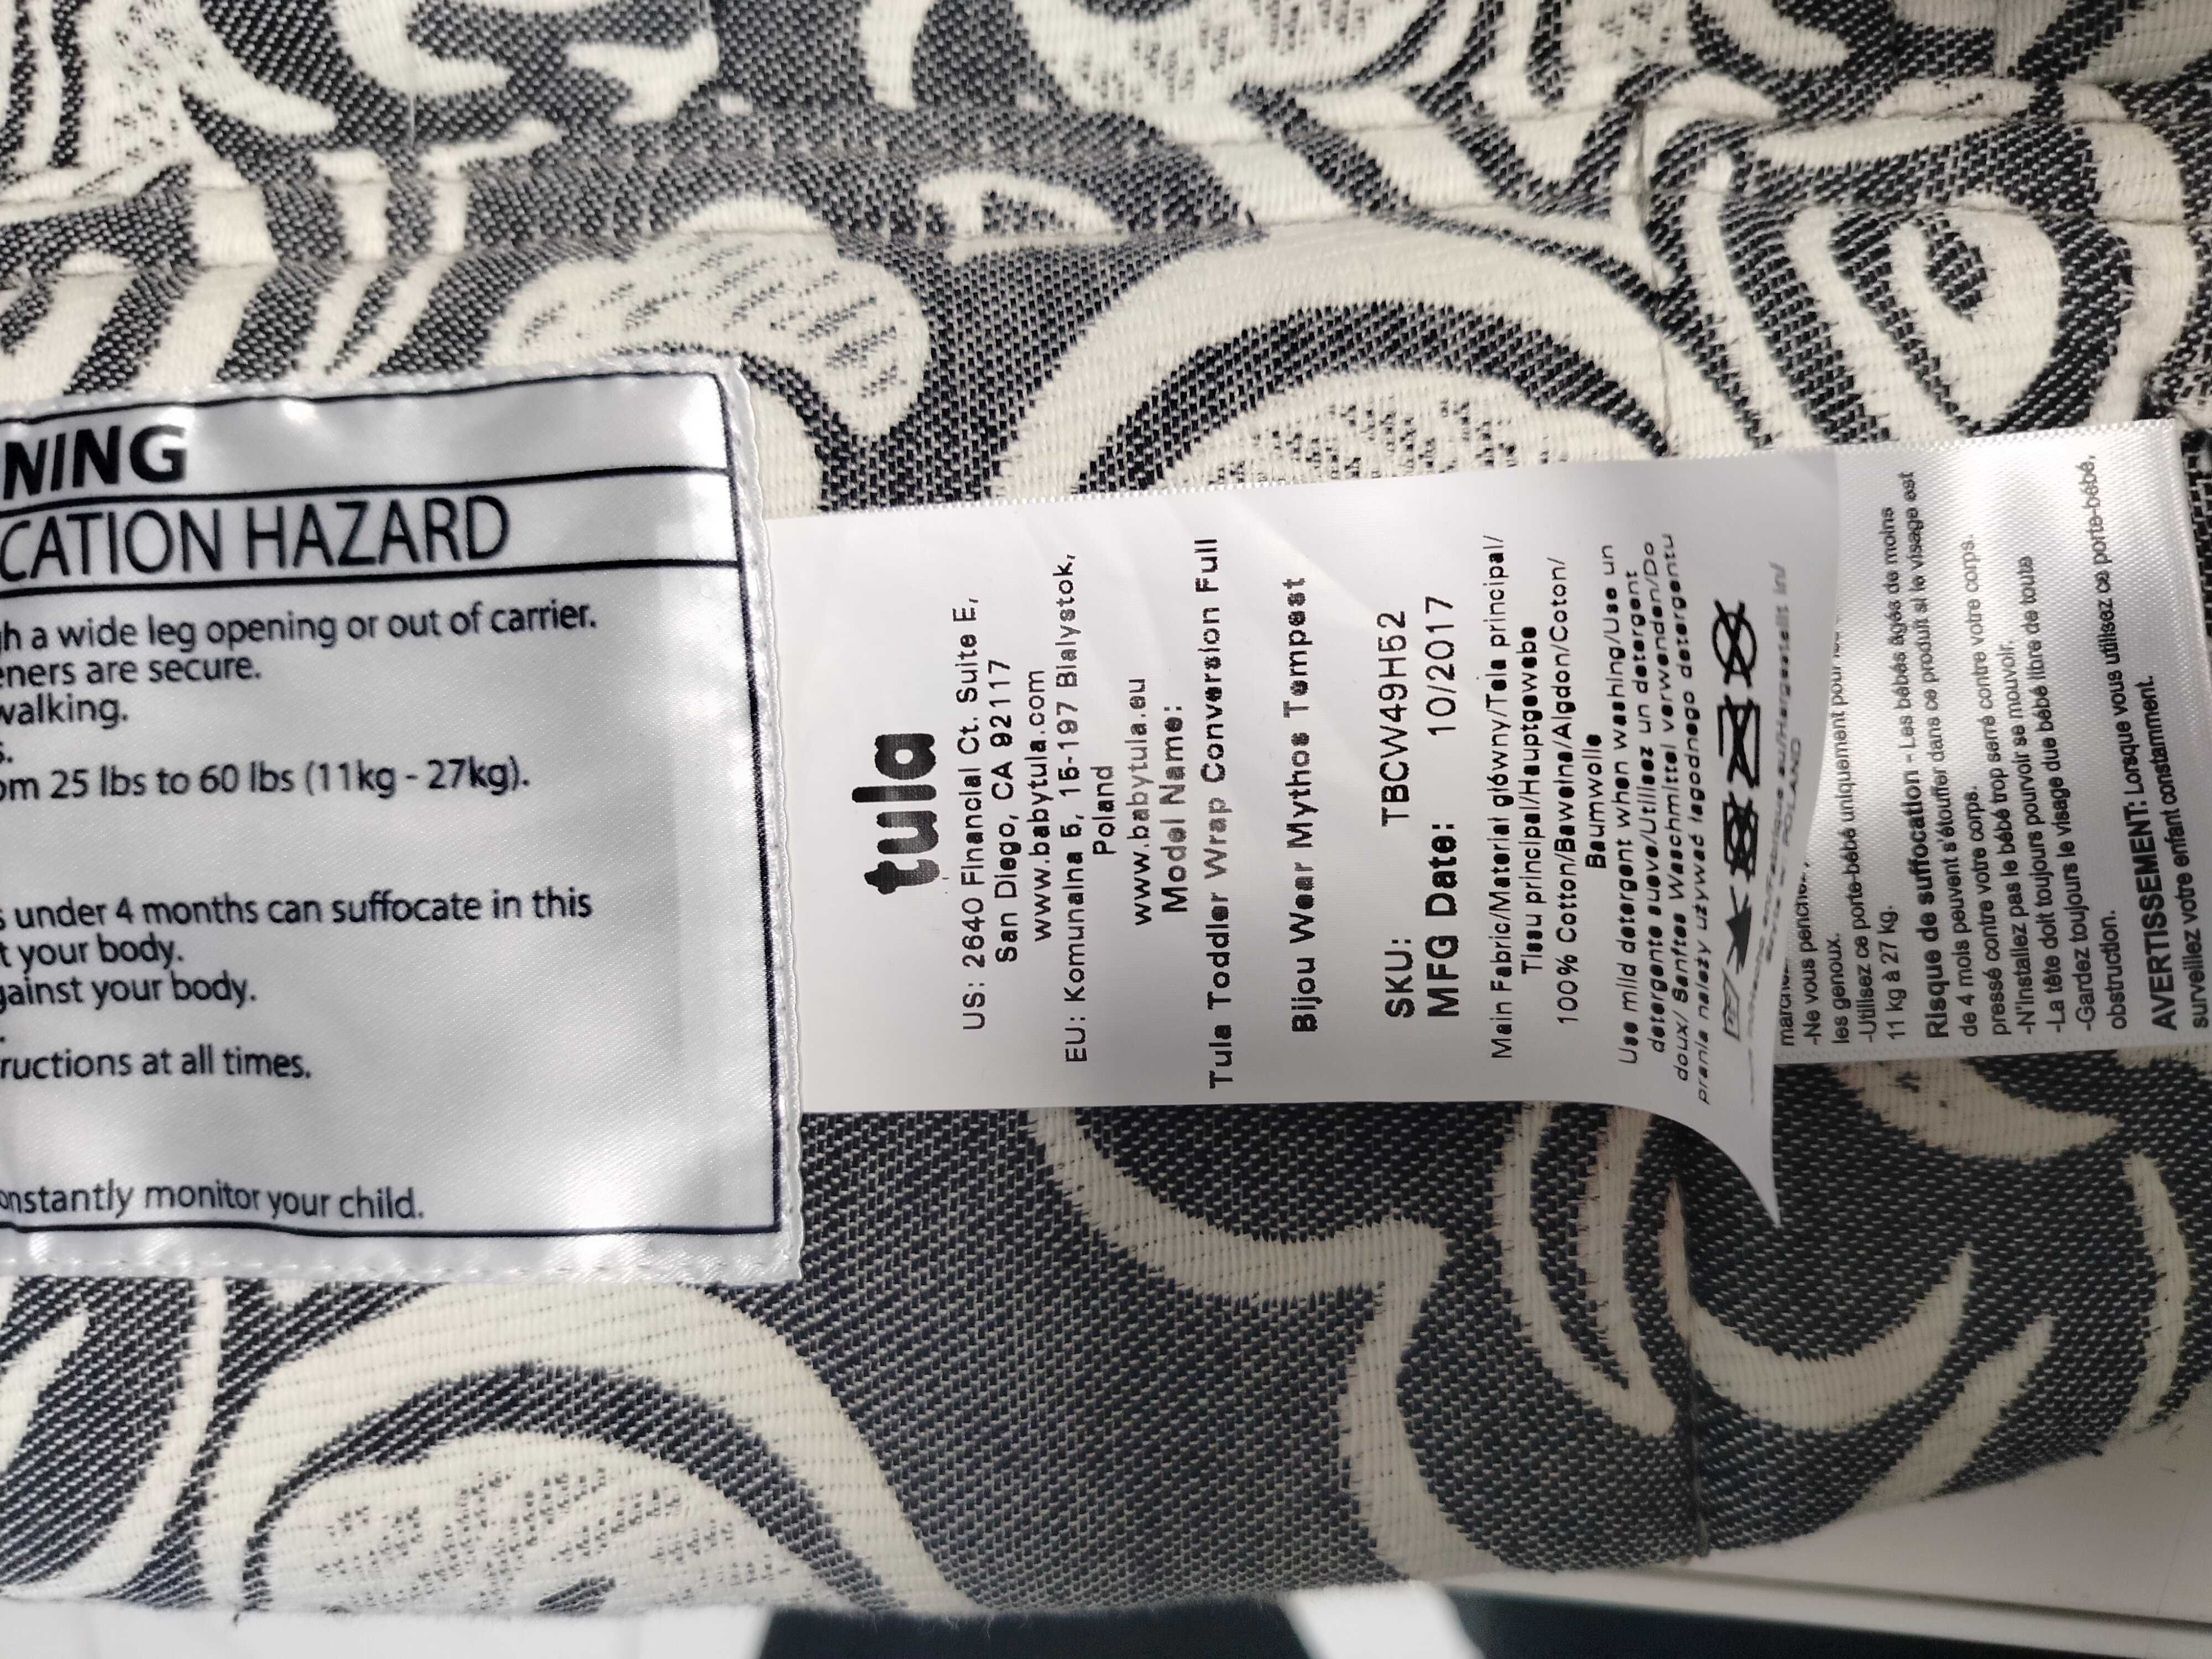 NING
CATION HAZARD
h a wide leg opening or out of carrier.
ners are secure.
walking.
s.
om 25 lbs to 60 lbs (11kg - 27kg).
s under 4 months can suffocate in this
t your body.
gainst your body.
ructions at all times.
onstantly monitor your child.
tula
US: 2640 Financial Ct. Suite E,
San Diego, CA 92117
www.babytula.com
EU: Komunalna 5, 15-197 Bialystok,
Poland
www.babytula.eu
Model Name:
Tula Toddler Wrap Conversion Full
Bijou Wear Mythos Tempest
SKU: TBCW49H52
MFG Date: 10/2017
Main Fabric/Materiał główny/Tela principal/
Tissu principal/Hauptgewebe
100% Cotton/Bawełna/Algdon/Coton/
Baumwolle
Use mild detergent when washing/Use un
detergente suave/Utilisez un detergent
doux/ Sanftes Waschmittel verwenden/Do
prania należy używać łagodnego detergentu
POLAND
-Ne vous penchez
les genoux.
-Utilisez ce porte-bébé uniquement pour
11 kg à 27 kg.
Risque de suffocation - Les bébés âgés de moins
de 4 mois peuvent s'étouffer dans ce produit si le visage est
pressé contre votre corps.
-N'installez pas le bébé trop serré contre votre corps.
-La tête doit toujours pourvoir se mouvoir.
-Gardez toujours le visage due bébé libre de toute
obstruction.
AVERTISSEMENT: Lorsque vous utilisez ce porte-bébé,
surveillez votre enfant constamment.